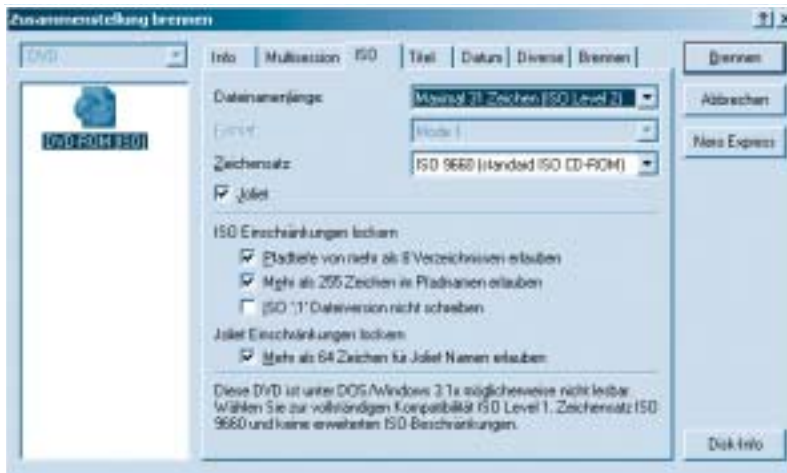 Zusammenstellung brennen
DVD
DVD-ROM (ISO)
Info Multisession ISO Titel Datum Diverse Brennen
Dateinamenlänge:
Maximal 31 Zeichen (ISO Level 2)
Format:
Mode 1
Zeichensatz:
ISO 9660 (standard ISO CD-ROM)
Joliet
ISO Einschränkungen lockern
Pfadtiefe von mehr als 8 Verzeichnissen erlauben
Mehr als 255 Zeichen im Pfadnamen erlauben
ISO ';1' Dateiversion nicht schreiben
Joliet Einschränkungen lockern
Mehr als 64 Zeichen für Joliet Namen erlauben
Diese DVD ist unter DOS/Windows 3.1x möglicherweise nicht lesbar.
Wählen Sie zur vollständigen Kompatibilität ISO Level 1, Zeichensatz ISO
9660 und keine erweiterten ISO-Beschränkungen.
Brennen
Abbrechen
Nero Express
Disk-Info